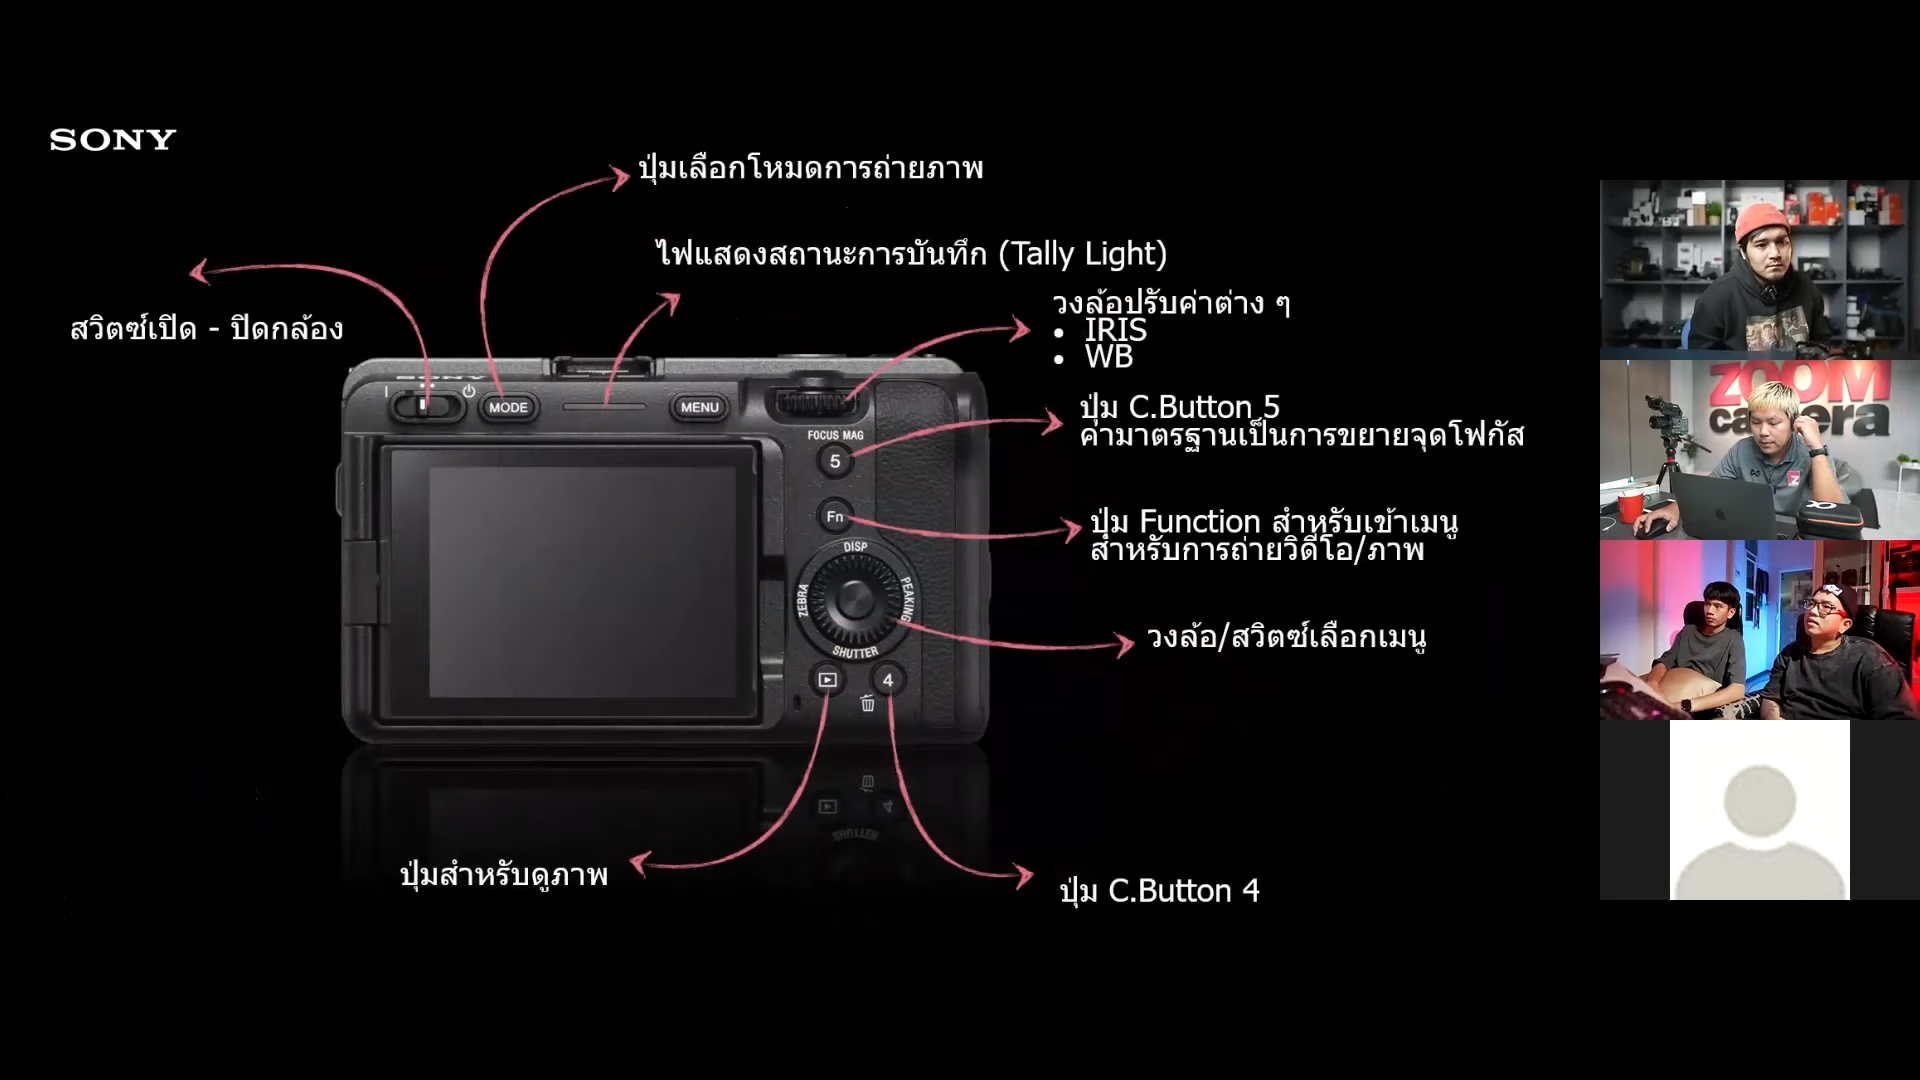 SONY
ปุ่มเลือกโหมดการถ่ายภาพ
ไฟแสดงสถานะการบันทึก (Tally Light)
วงล้อปรับค่าต่าง ๆ
• IRIS
• WB
สวิตซ์เปิด - ปิดกล้อง
SONY
MODE
MENU
ปุ่ม C.Button 5
ค่ามาตรฐานเป็นการขยายจุดโฟกัส
FOCUS MAG
5
Fn
ปุ่ม Function สำหรับเข้าเมนู
สำหรับการถ่ายวิดีโอ/ภาพ
DISP
ZEBRA
PEAKING
SHUTTER
วงล้อ/สวิตซ์เลือกเมนู
4
ปุ่มสำหรับดูภาพ
ปุ่ม C.Button 4
ZOOM
camera